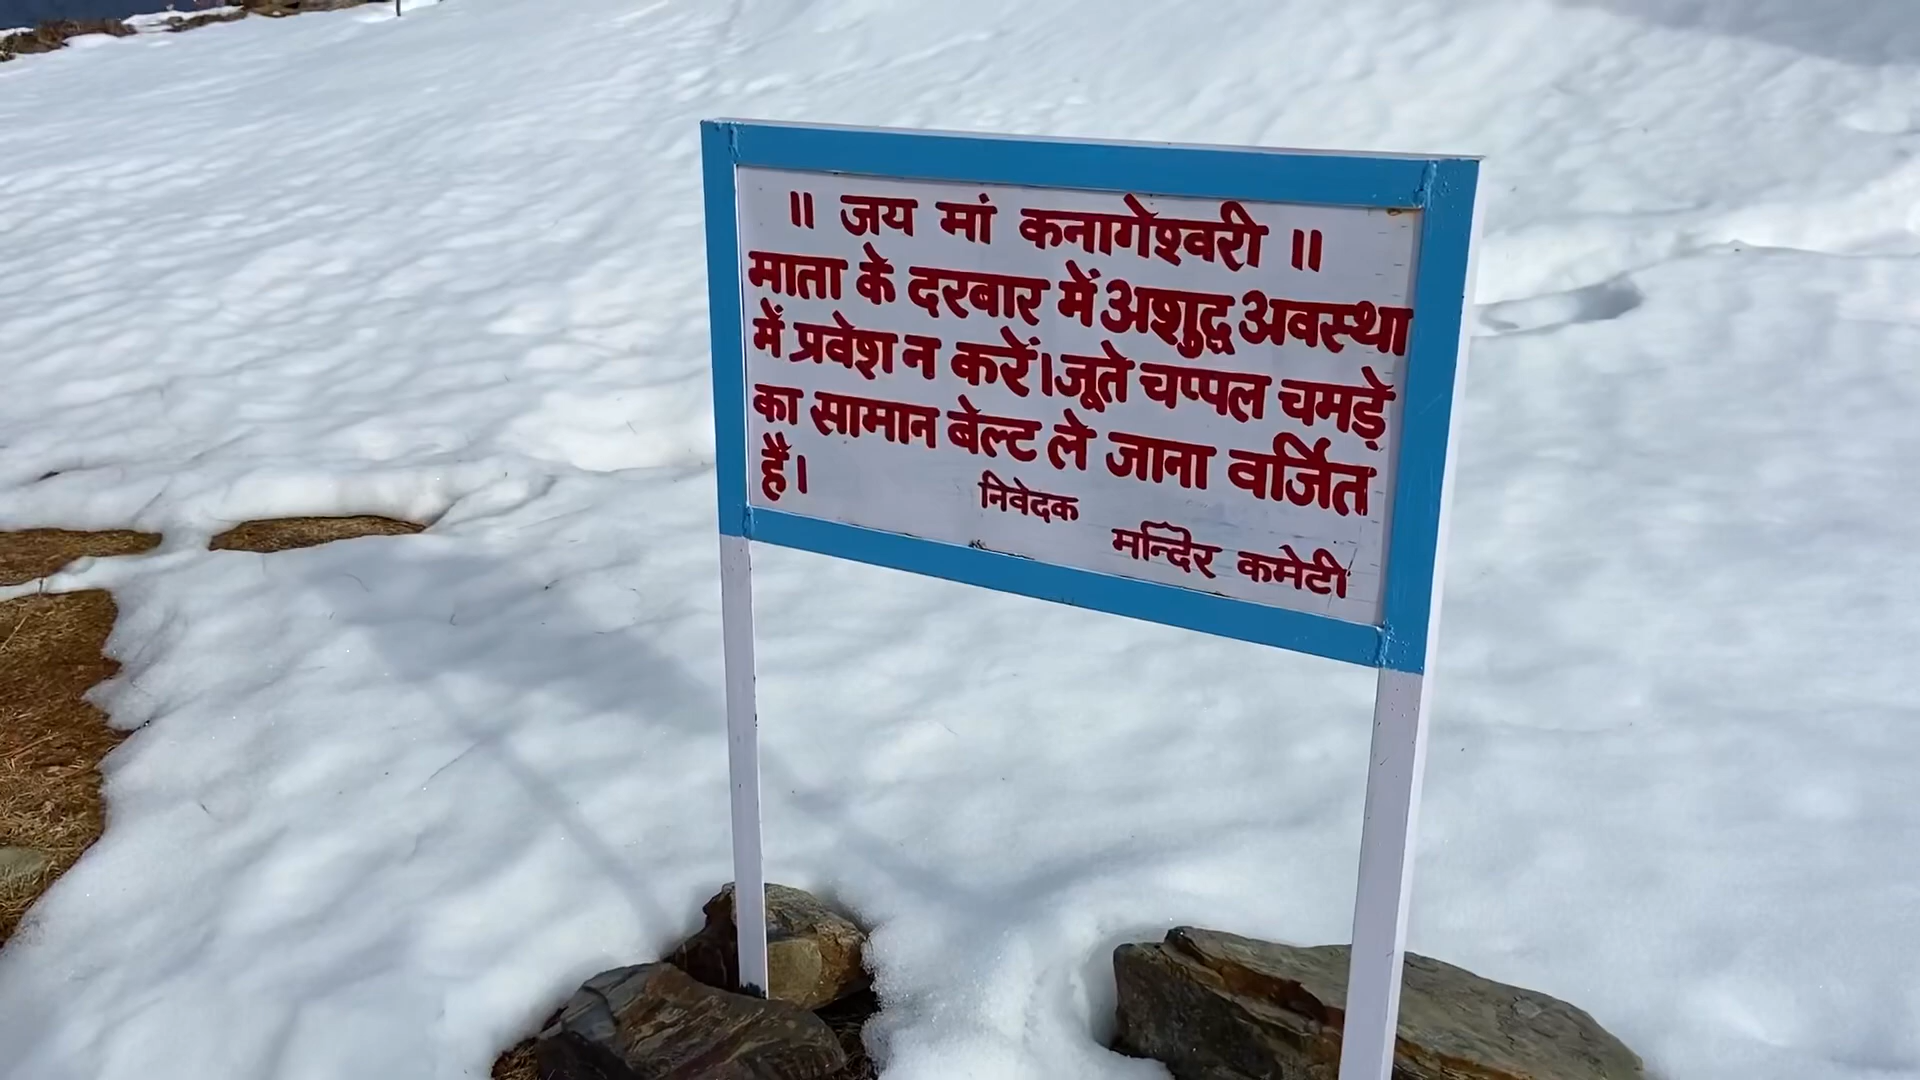 ॥ जय मां कनागेश्वरी ॥
माता के दरबार में अशुद्ध अवस्था
में प्रवेश न करें। जूते चप्पल चमड़े
का सामान बेल्ट ले जाना वर्जित
हैं।
निवेदक
मन्दिर कमेटी